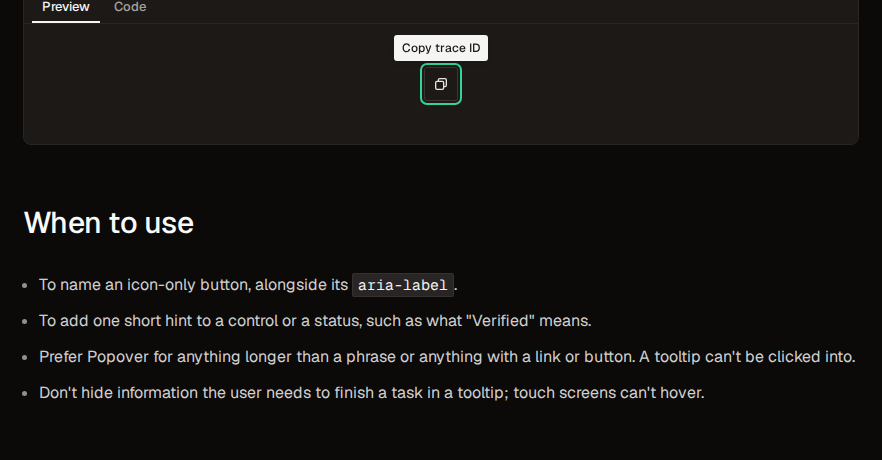 Preview Code
Copy trace ID
When to use
To name an icon-only button, alongside its aria-label.
To add one short hint to a control or a status, such as what "Verified" means.
Prefer Popover for anything longer than a phrase or anything with a link or button. A tooltip can't be clicked into.
Don't hide information the user needs to finish a task in a tooltip; touch screens can't hover.